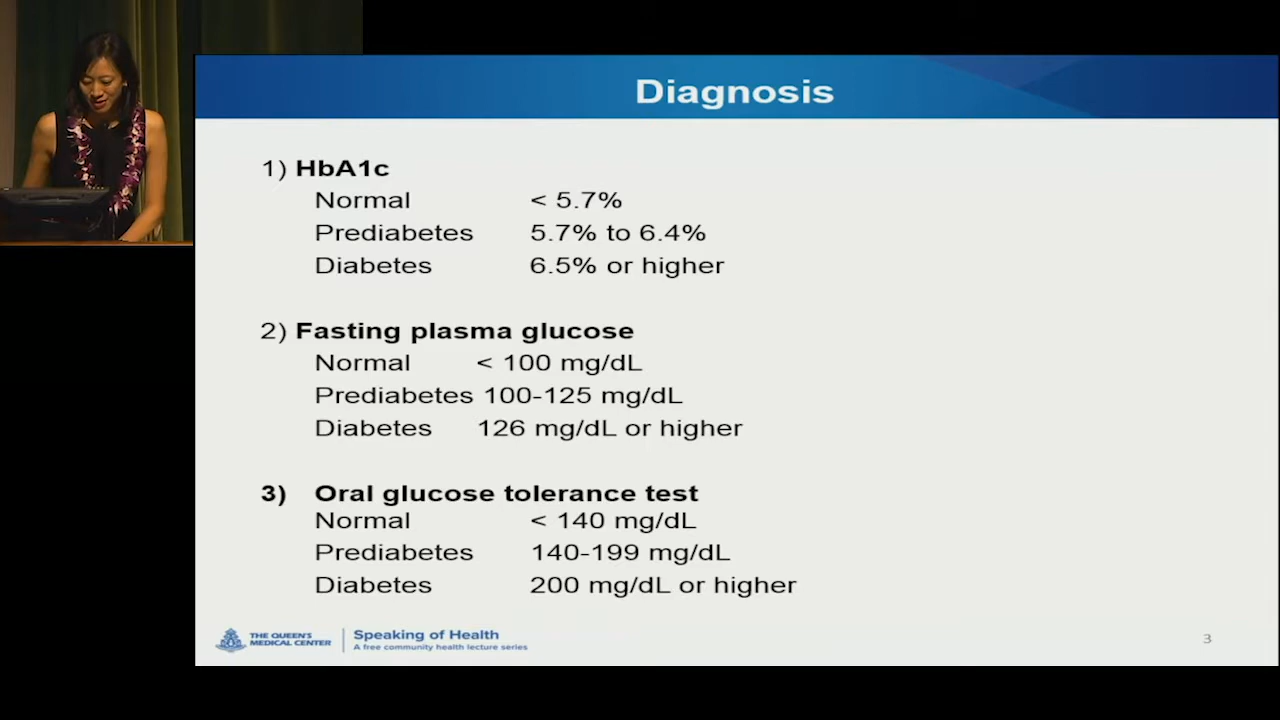 Diagnosis
1) HbA1c
Normal < 5.7%
Prediabetes 5.7% to 6.4%
Diabetes 6.5% or higher
2) Fasting plasma glucose
Normal < 100 mg/dL
Prediabetes 100-125 mg/dL
Diabetes 126 mg/dL or higher
3) Oral glucose tolerance test
Normal < 140 mg/dL
Prediabetes 140-199 mg/dL
Diabetes 200 mg/dL or higher
THE QUEEN'S
MEDICAL CENTER
Speaking of Health
A free community health lecture series
3